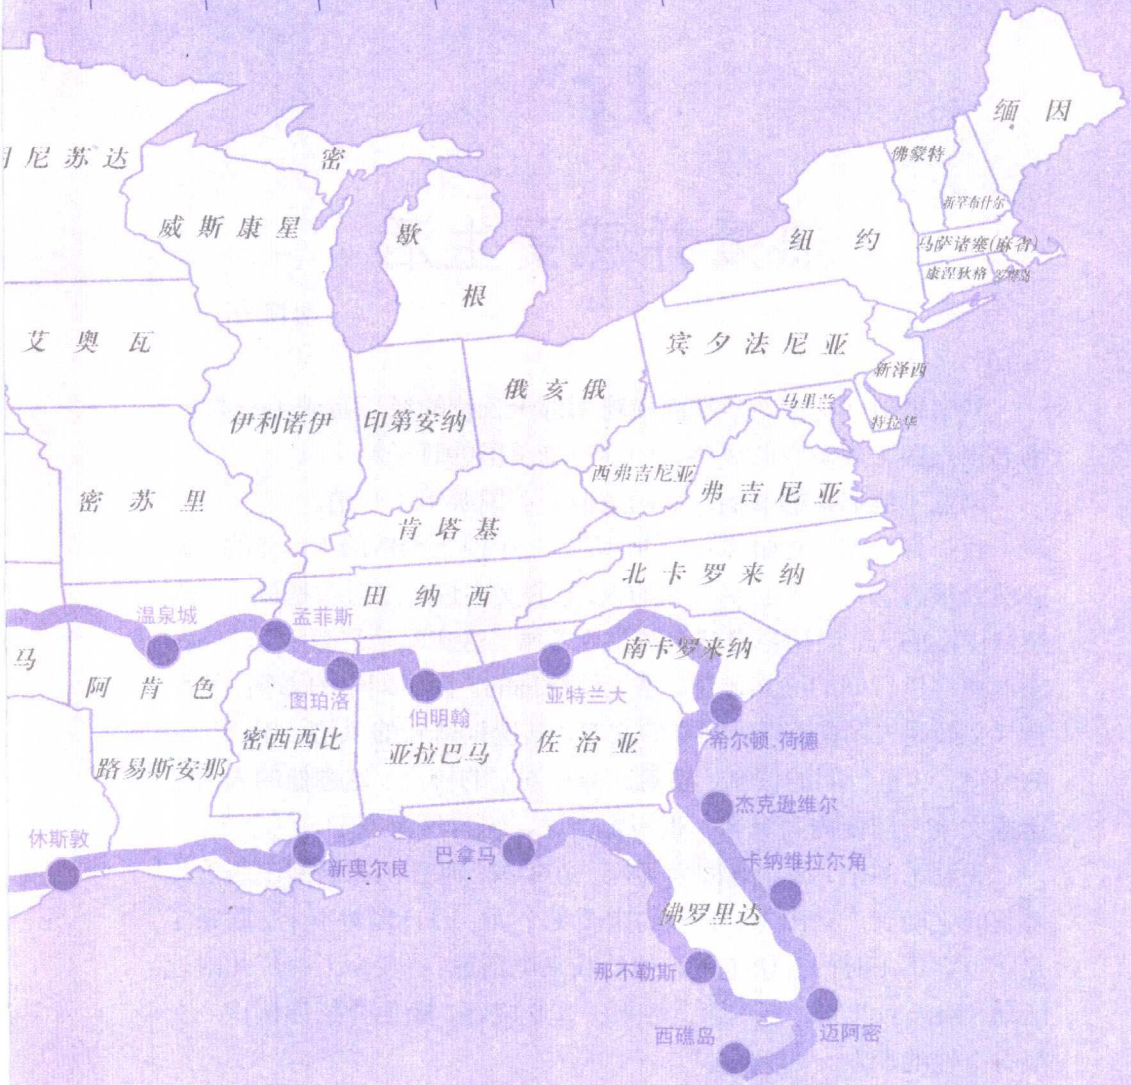 缅 因
尼 苏 达
密
佛蒙特
威 斯 康 星
新罕布什尔
歇
纽 约
马萨诸塞(麻省)
康涅狄格
罗得岛
根
艾 奥 瓦
宾 夕 法 尼 亚
新泽西
俄 亥 俄
马里兰
特拉华
伊利诺伊
印第安纳
西弗吉尼亚
弗 吉 尼 亚
密 苏 里
肯 塔 基
北 卡 罗 来 纳
田 纳 西
温泉城
孟菲斯
南卡罗来纳
马
阿 肯 色
图珀洛
伯明翰
亚特兰大
希尔顿.荷德
密西西比
亚拉巴马
佐 治 亚
路易斯安那
杰克逊维尔
休斯敦
新奥尔良
巴拿马
卡纳维拉尔角
佛罗里达
那不勒斯
西礁岛
迈阿密